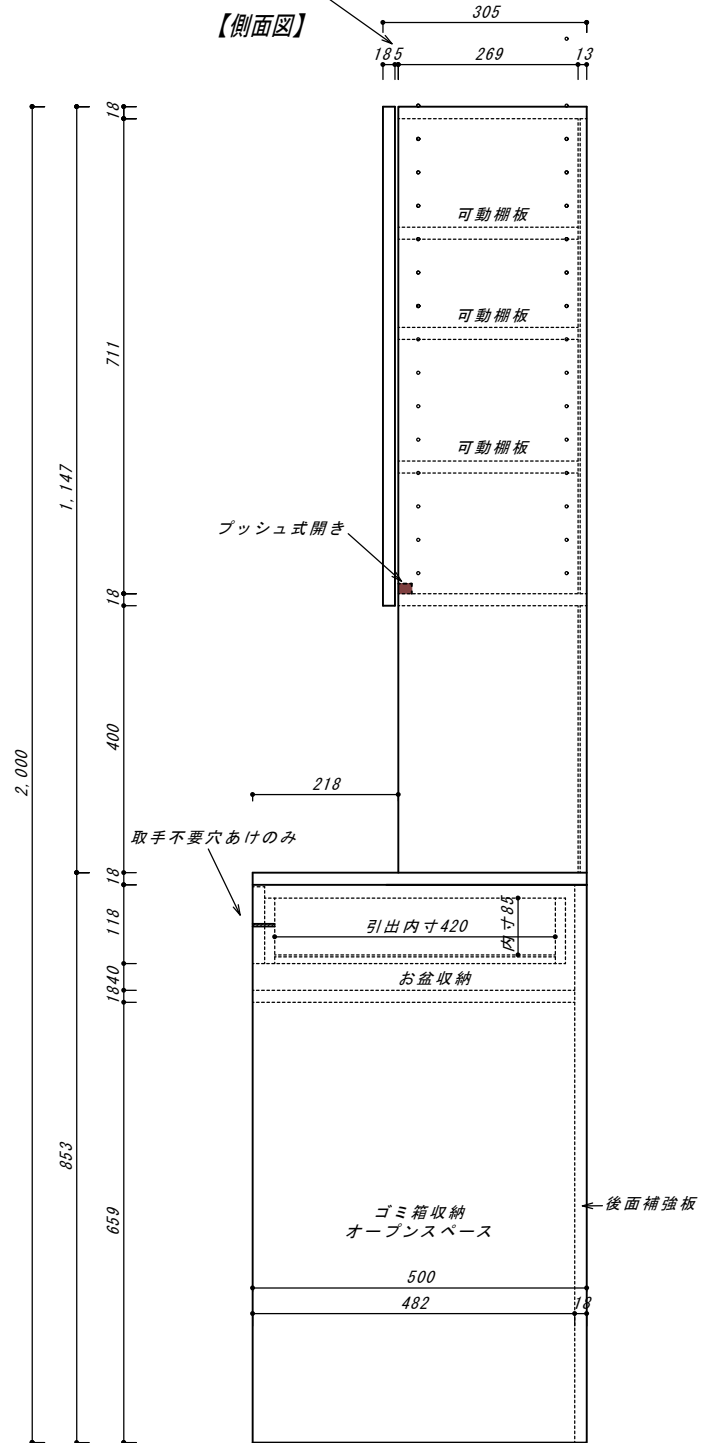 【側面図】
305
18
5
269
13
18
可動棚板
可動棚板
711
可動棚板
1,147
プッシュ式開き
18
400
2,000
218
取手不要穴あけのみ
18
118
引出内寸420
内寸85
お盆収納
40
18
853
659
後面補強板
ゴミ箱収納
オープンスペース
500
482
18